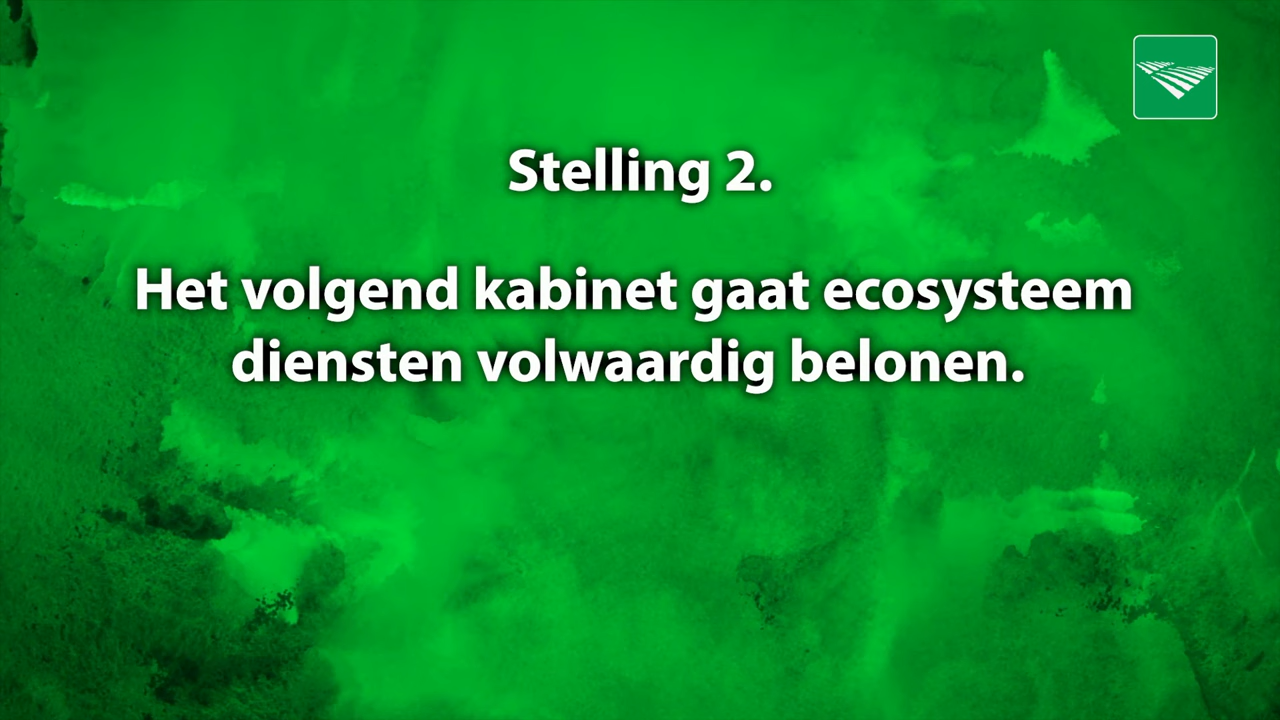 Stelling 2.
Het volgend kabinet gaat ecosysteem
diensten volwaardig belonen.